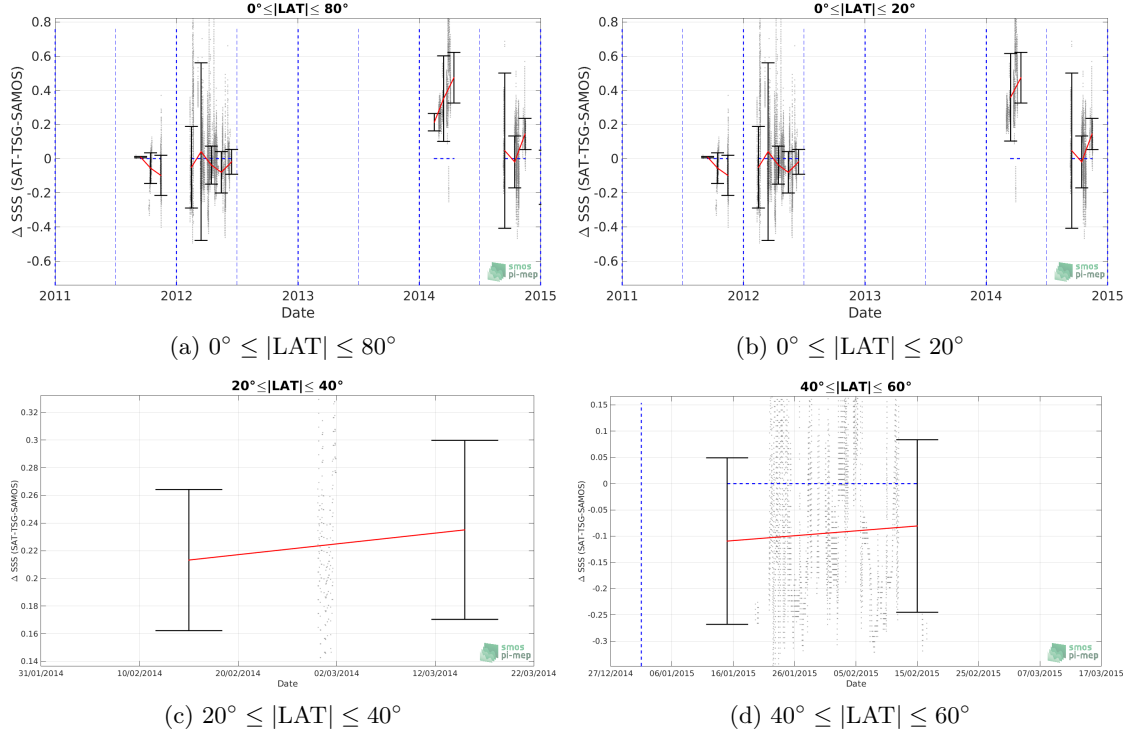 0°≤|LAT|≤ 80°
Δ SSS (SAT-TSG-SAMOS)
0.8
0.6
0.4
0.2
0
-0.2
-0.4
-0.6
2011 2012 2013 2014 2015
Date
smos
pi-mep
(a) 0° ≤ |LAT| ≤ 80°
0°≤|LAT|≤ 20°
Δ SSS (SAT-TSG-SAMOS)
0.8
0.6
0.4
0.2
0
-0.2
-0.4
-0.6
2011 2012 2013 2014 2015
Date
smos
pi-mep
(b) 0° ≤ |LAT| ≤ 20°
20°≤|LAT|≤ 40°
Δ SSS (SAT-TSG-SAMOS)
0.32
0.3
0.28
0.26
0.24
0.22
0.2
0.18
0.16
0.14
31/01/2014 10/02/2014 20/02/2014 02/03/2014 12/03/2014 22/03/2014
Date
smos
pi-mep
(c) 20° ≤ |LAT| ≤ 40°
40°≤|LAT|≤ 60°
Δ SSS (SAT-TSG-SAMOS)
0.15
0.1
0.05
0
-0.05
-0.1
-0.15
-0.2
-0.25
-0.3
27/12/2014 06/01/2015 16/01/2015 26/01/2015 05/02/2015 15/02/2015 25/02/2015 07/03/2015 17/03/2015
Date
smos
pi-mep
(d) 40° ≤ |LAT| ≤ 60°